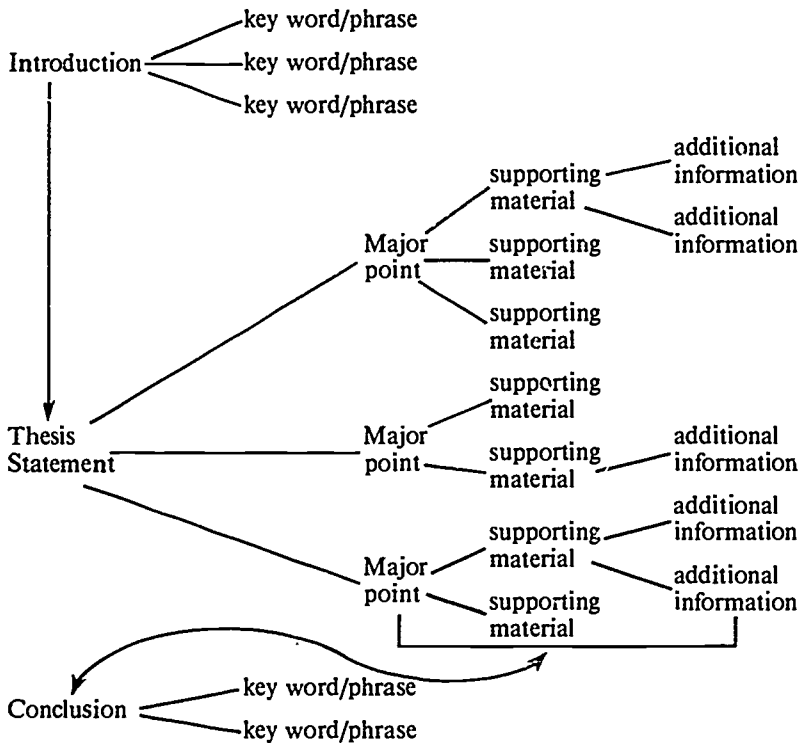 key word/phrase
Introduction
key word/phrase
key word/phrase
additional
information
supporting
material
additional
information
Major
point
supporting
material
supporting
material
supporting
material
Thesis
Statement
Major
point
supporting
material
additional
information
additional
information
supporting
material
Major
point
additional
information
supporting
material
key word/phrase
Conclusion
key word/phrase